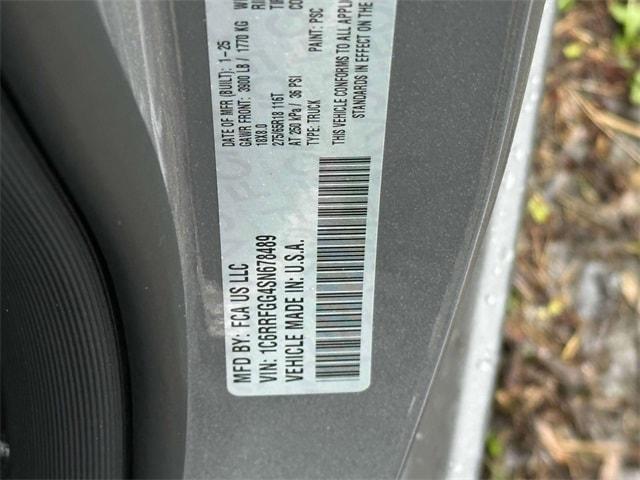 MFD BY: FCA US LLC
DATE OF MFR (BUILT): 1-25
GAWR FRONT: 3900 LB / 1770 KG
18X8.0
275/65R18 116T
AT 250 kPa / 36 PSI
VIN: 1C6RRFGG4SN678489
TYPE: TRUCK
VEHICLE MADE IN: U.S.A.
PAINT: PSC
THIS VEHICLE CONFORMS TO ALL
STANDARDS IN EFFECT ON THE